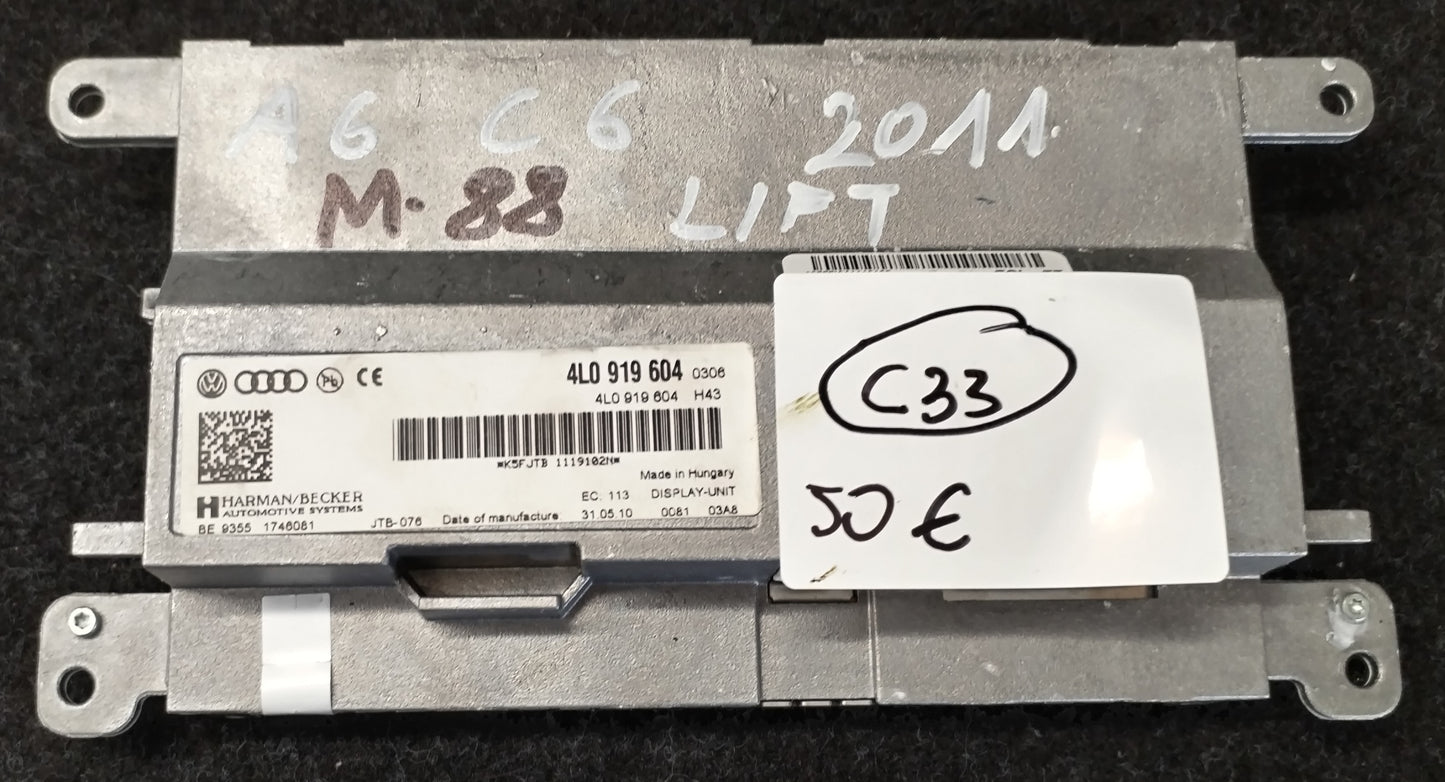 A6 C6 2011
M-88 LIFT
C33
50 €
VW Pb CE 4L0 919 604 0306
4L0 919 604 H43
*K5FJTB 1119102N*
Made in Hungary
HARMAN/BECKER EC. 113 DISPLAY-UNIT
AUTOMOTIVE SYSTEMS
BE 9355 1746081 JTB-076 Date of manufacture: 31.05.10 0081 03A8